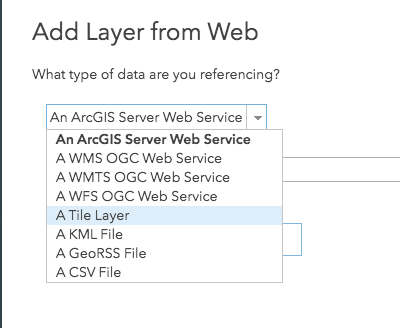 Add Layer from Web
What type of data are you referencing?
An ArcGIS Server Web Service
An ArcGIS Server Web Service
A WMS OGC Web Service
A WMTS OGC Web Service
A WFS OGC Web Service
A Tile Layer
A KML File
A GeoRSS File
A CSV File